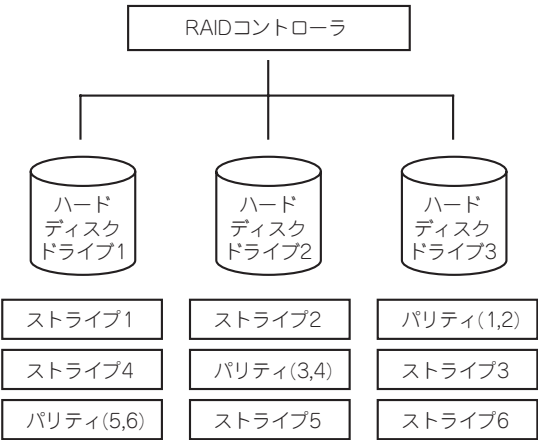 RAIDコントローラ
ハード
ディスク
ドライブ1
ハード
ディスク
ドライブ2
ハード
ディスク
ドライブ3
ストライプ1
ストライプ2
パリティ(1,2)
ストライプ4
パリティ(3,4)
ストライプ3
パリティ(5,6)
ストライプ5
ストライプ6